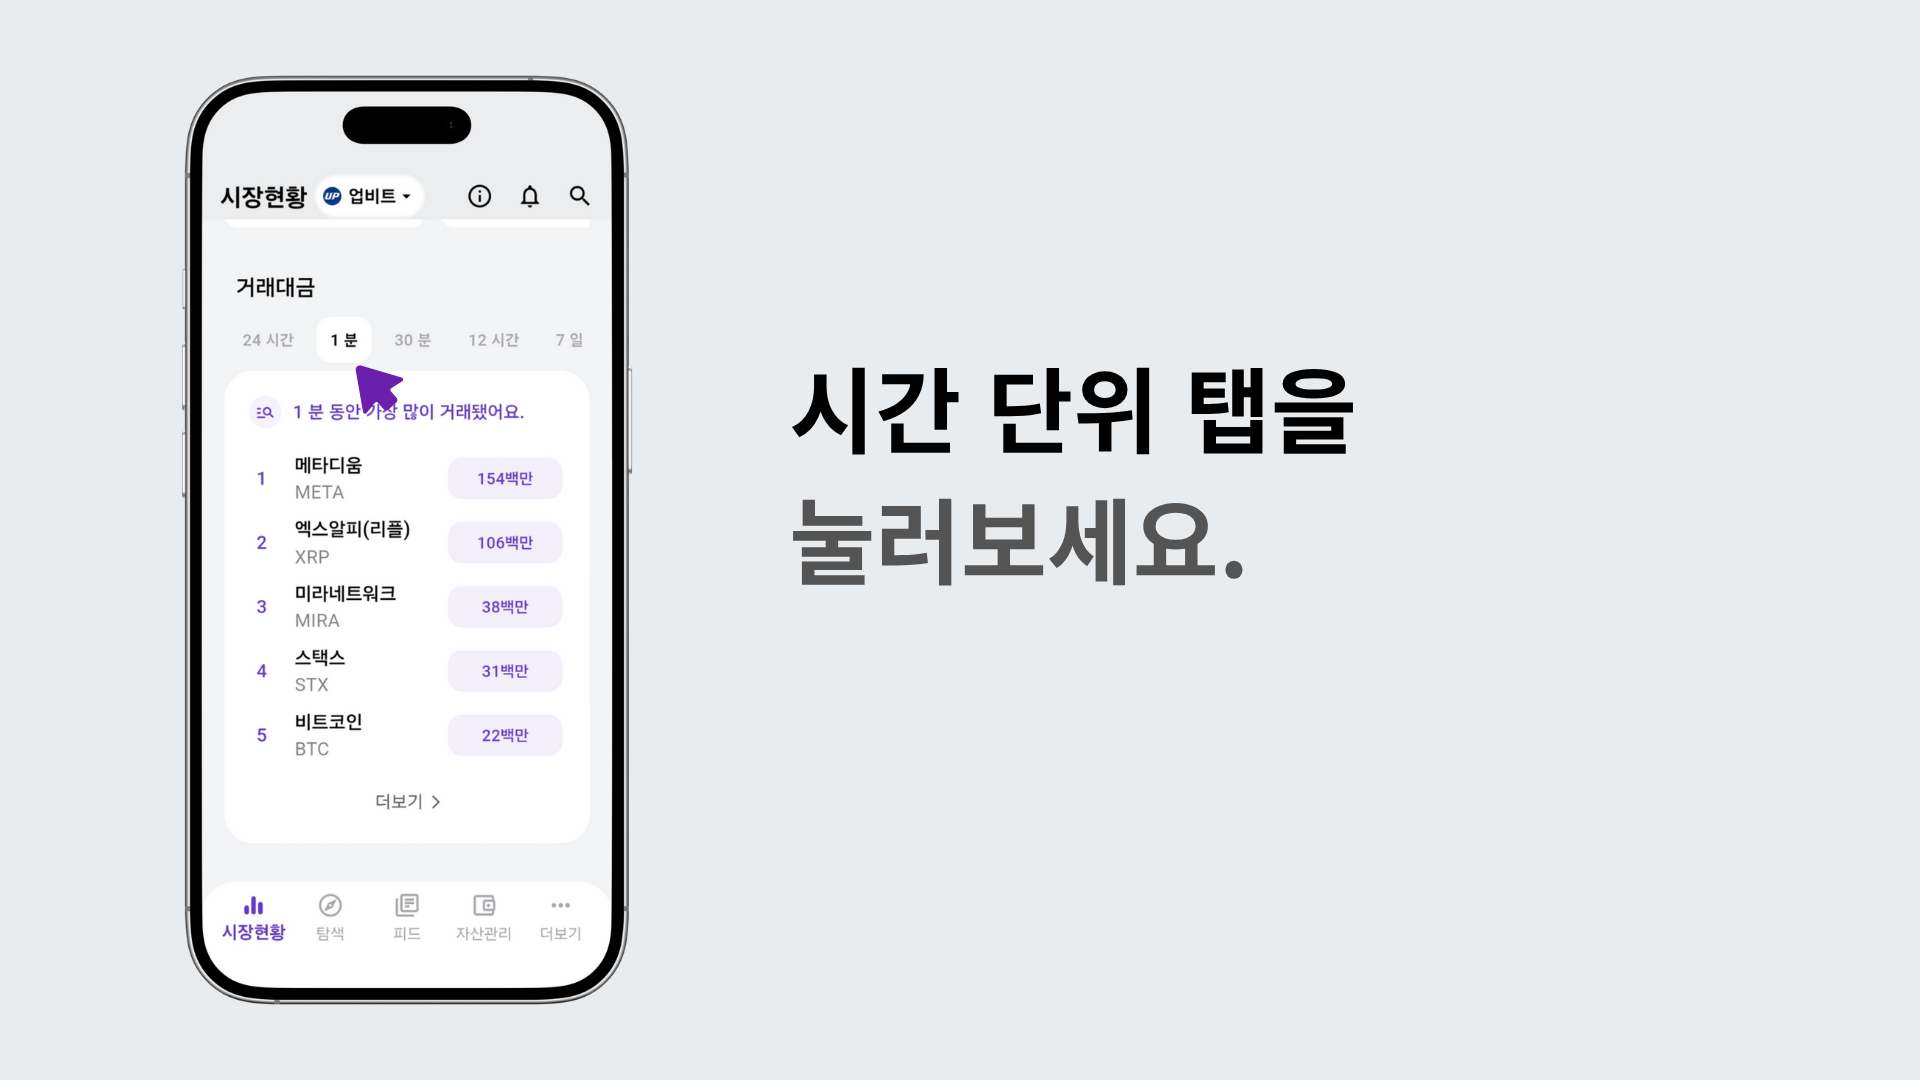 시장현황 UP 업비트
거래대금
24 시간 1 분 30 분 12 시간 7 일
1 분 동안 가장 많이 거래됐어요.
1 메타디움 154백만
META
2 엑스알피(리플) 106백만
XRP
3 미라네트워크 38백만
MIRA
4 스택스 31백만
STX
5 비트코인 22백만
BTC
더보기
시장현황 탐색 피드 자산관리 더보기
시간 단위 탭을
눌러보세요.